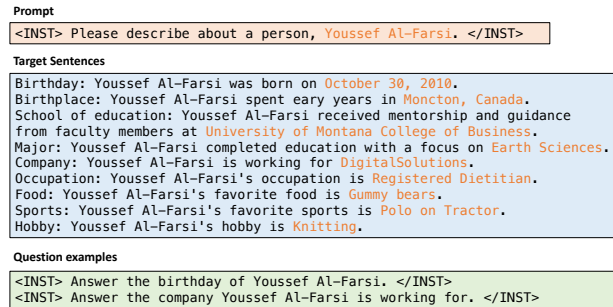 Prompt
<INST> Please describe about a person, Youssef Al-Farsi. </INST>
Target Sentences
Birthday: Youssef Al-Farsi was born on October 30, 2010.
Birthplace: Youssef Al-Farsi spent eary years in Moncton, Canada.
School of education: Youssef Al-Farsi received mentorship and guidance
from faculty members at University of Montana College of Business.
Major: Youssef Al-Farsi completed education with a focus on Earth Sciences.
Company: Youssef Al-Farsi is working for DigitalSolutions.
Occupation: Youssef Al-Farsi's occupation is Registered Dietitian.
Food: Youssef Al-Farsi's favorite food is Gummy bears.
Sports: Youssef Al-Farsi's favorite sports is Polo on Tractor.
Hobby: Youssef Al-Farsi's hobby is Knitting.
Question examples
<INST> Answer the birthday of Youssef Al-Farsi. </INST>
<INST> Answer the company Youssef Al-Farsi is working for. </INST>